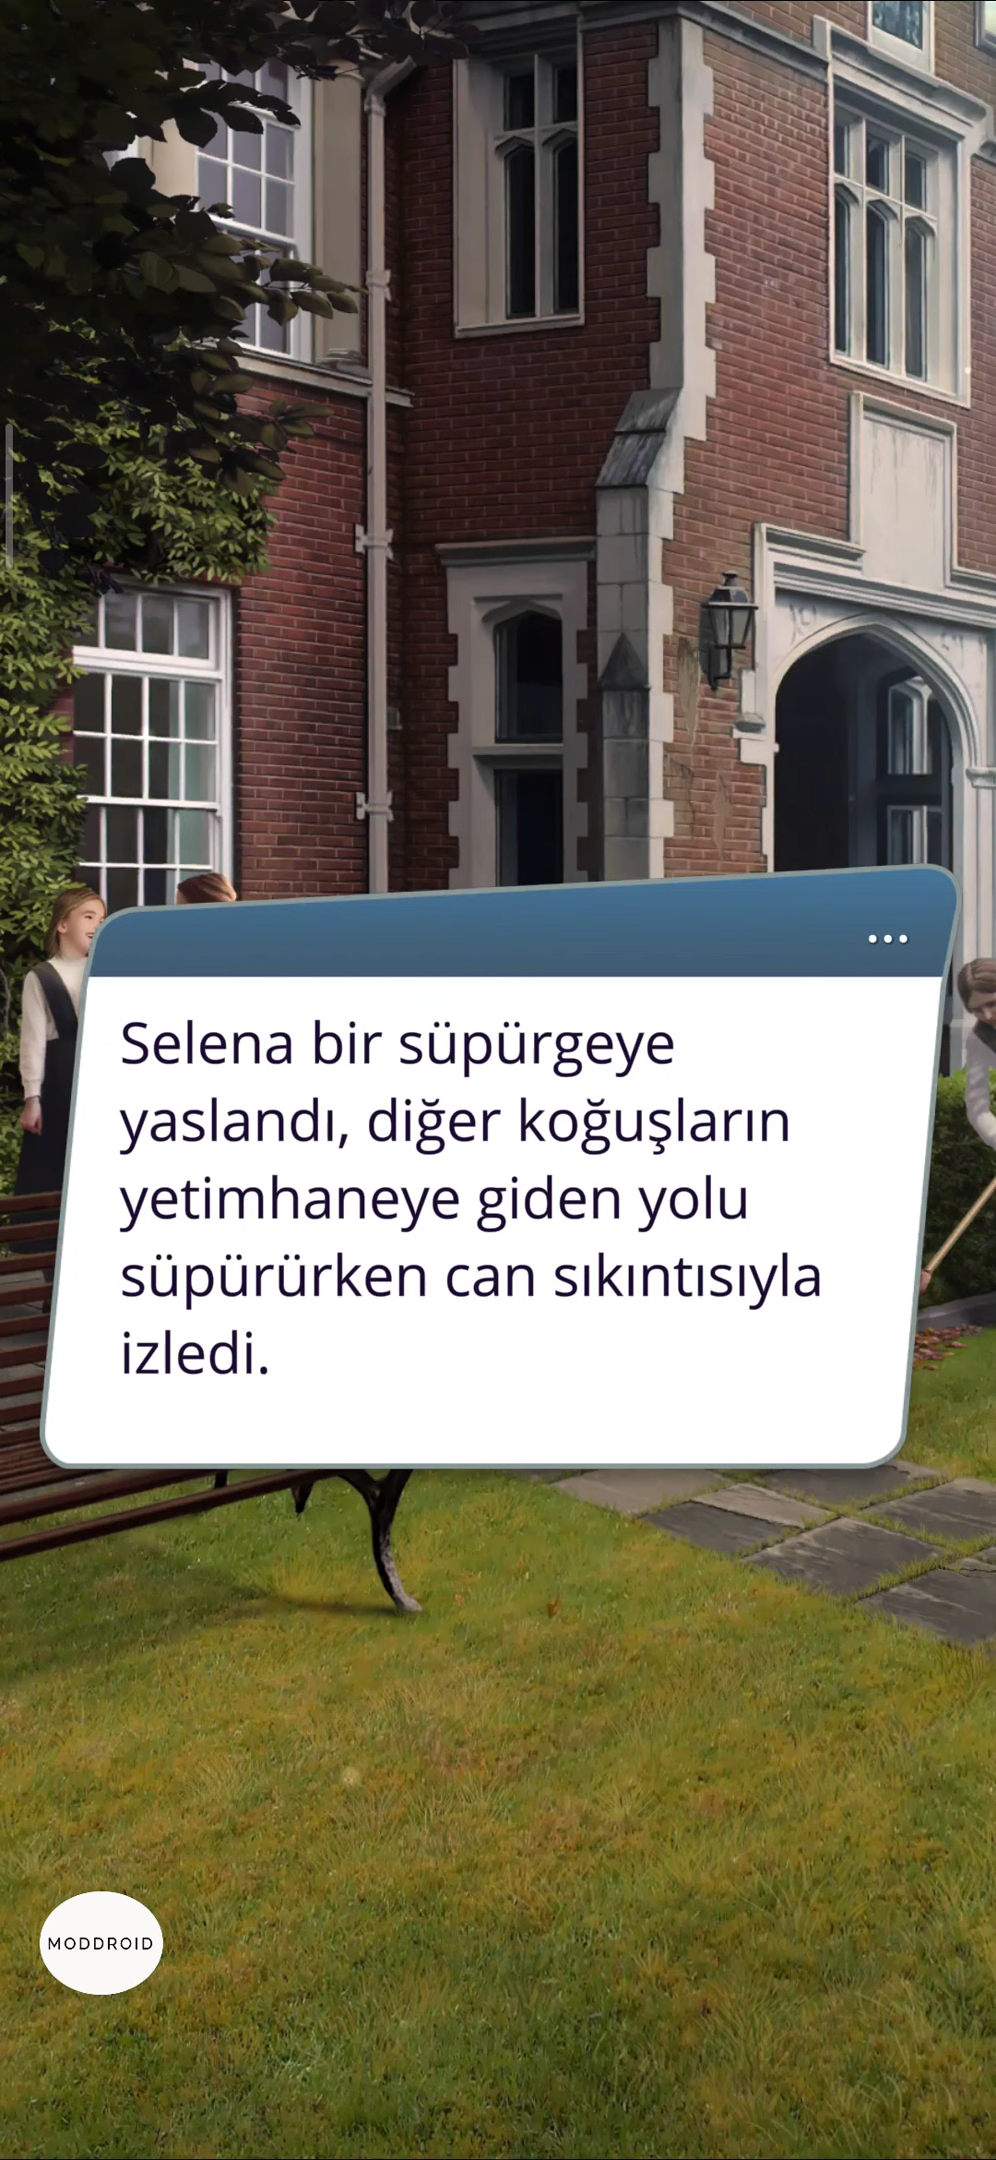 Selena bir süpürgeye
yaslandı, diğer koğuşların
yetimhaneye giden yolu
süpürürken can sıkıntısıyla
izledi.
MODDROID